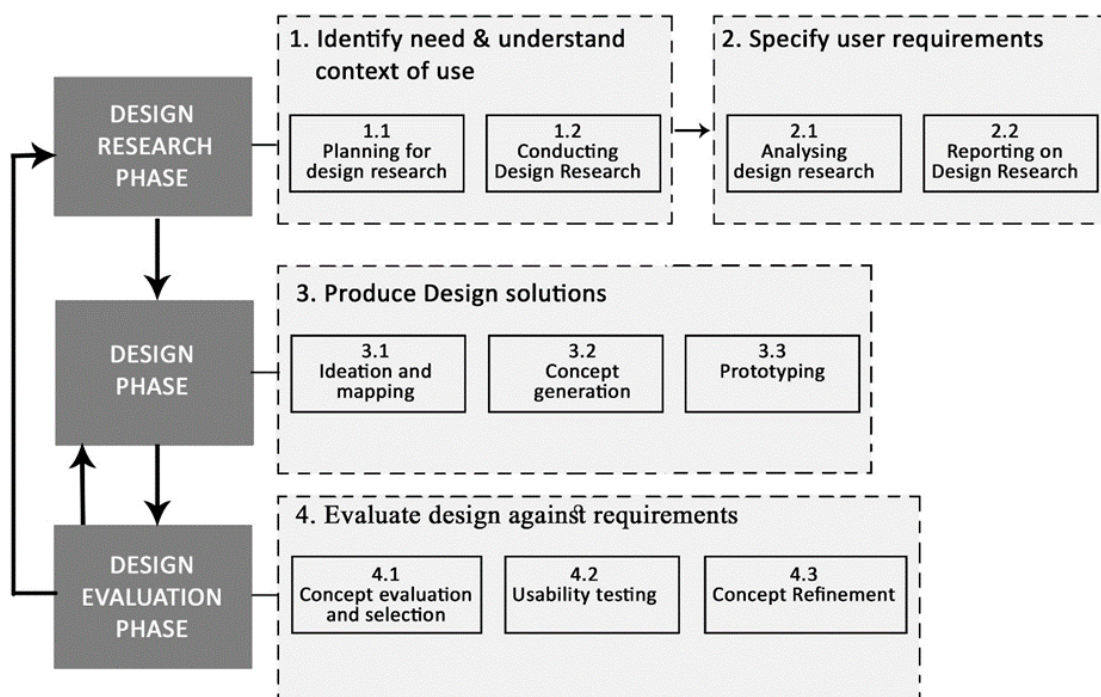 DESIGN
RESEARCH
PHASE
1. Identify need & understand
context of use
1.1
Planning for
design research
1.2
Conducting
Design Research
2. Specify user requirements
2.1
Analysing
design research
2.2
Reporting on
Design Research
DESIGN
PHASE
3. Produce Design solutions
3.1
Ideation and
mapping
3.2
Concept
generation
3.3
Prototyping
DESIGN
EVALUATION
PHASE
4. Evaluate design against requirements
4.1
Concept evaluation
and selection
4.2
Usability testing
4.3
Concept Refinement